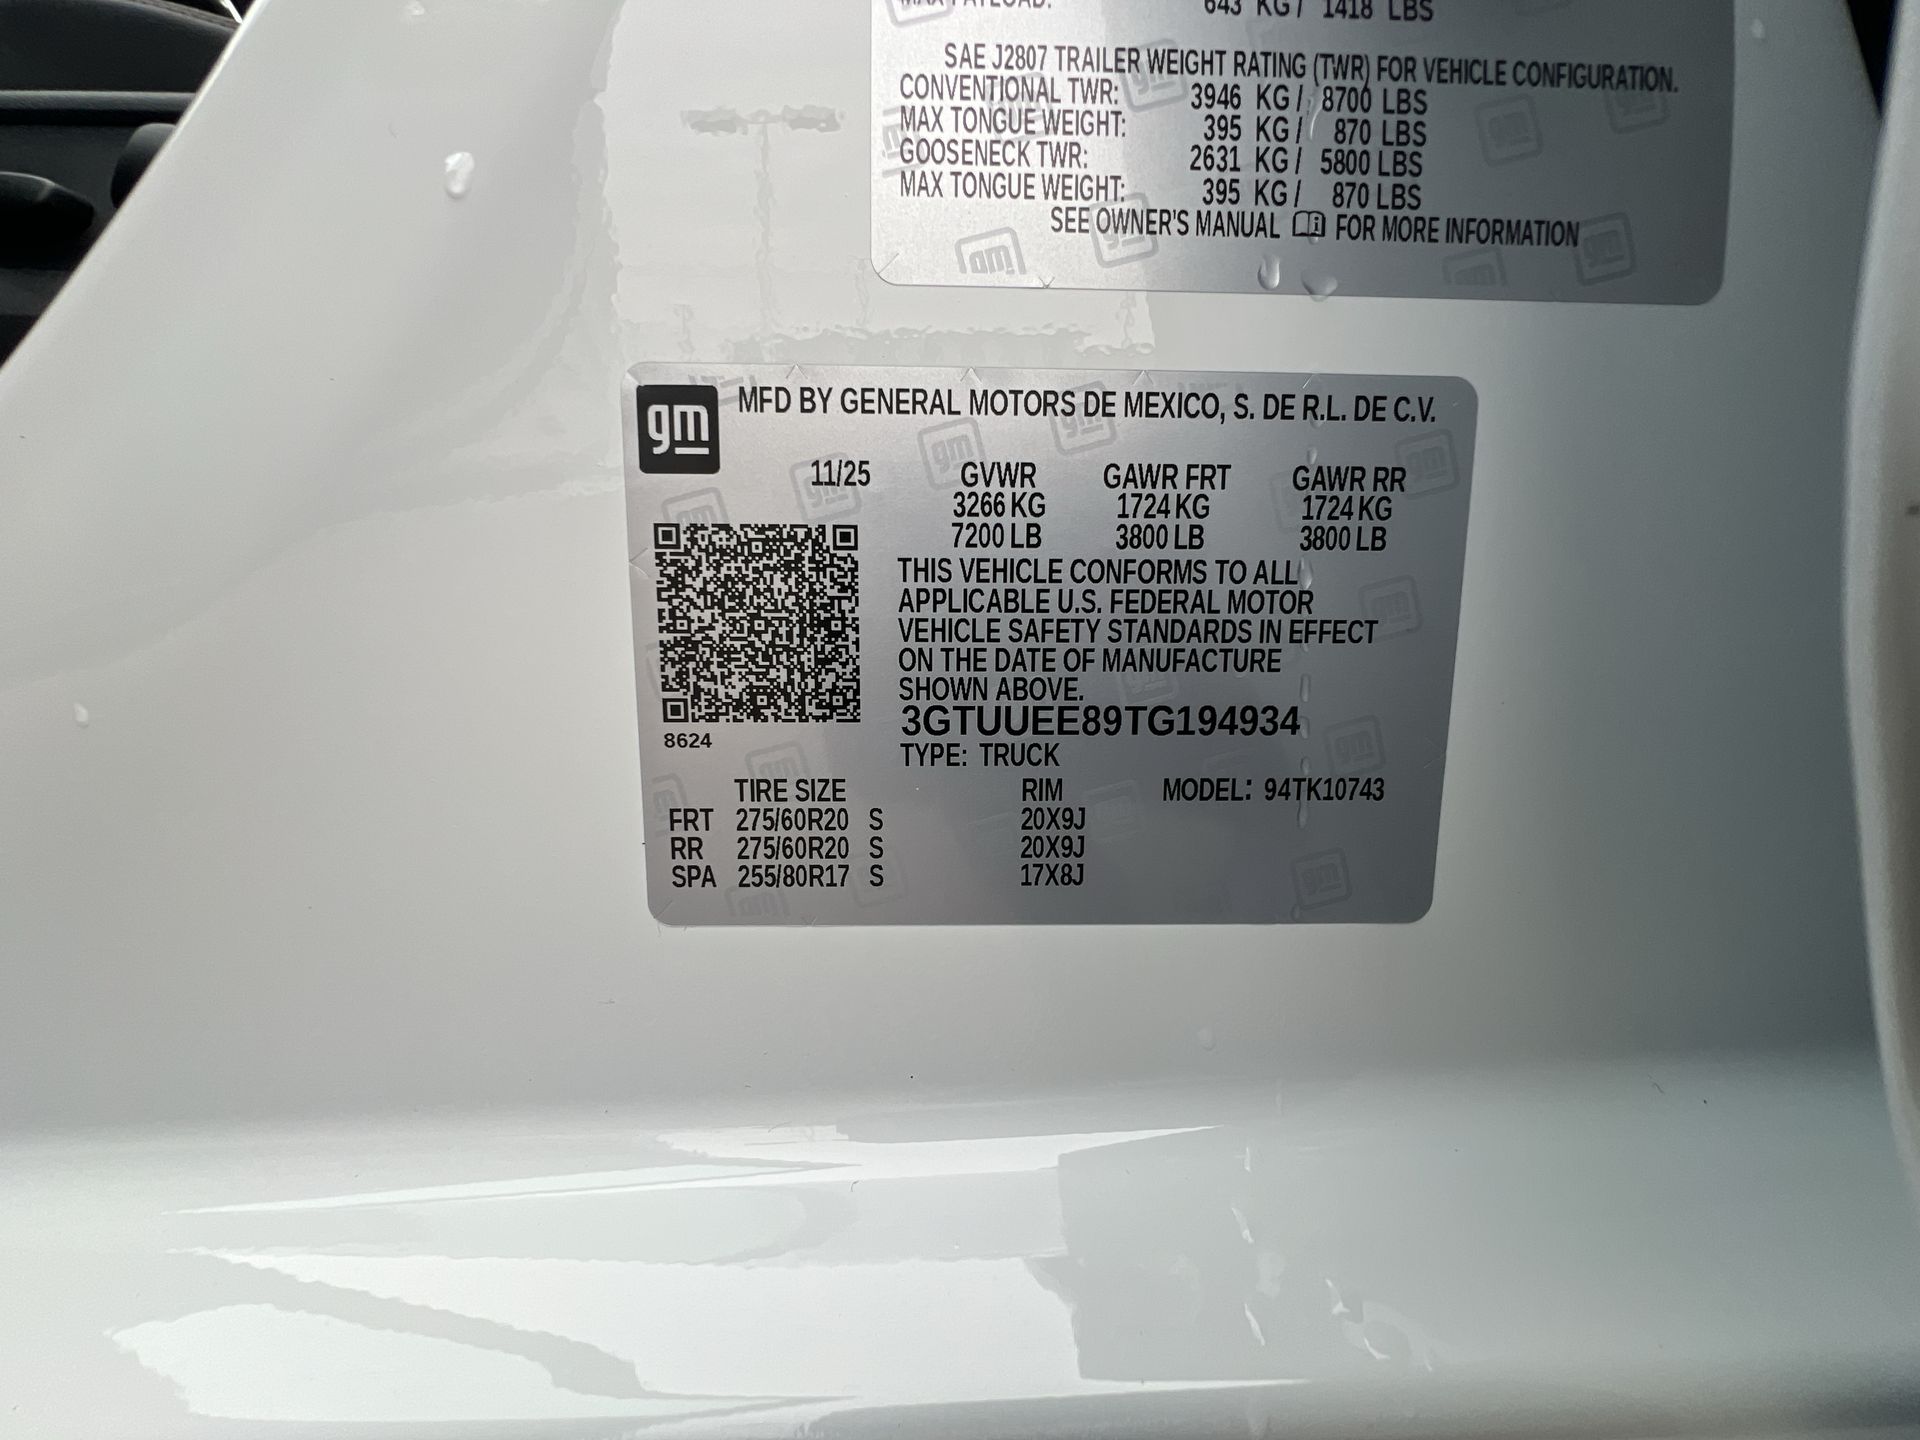 MAX PAYLOAD: 643 KG / 1418 LBS
SAE J2807 TRAILER WEIGHT RATING (TWR) FOR VEHICLE CONFIGURATION.
CONVENTIONAL TWR: 3946 KG / 8700 LBS
MAX TONGUE WEIGHT: 395 KG / 870 LBS
GOOSENECK TWR: 2631 KG / 5800 LBS
MAX TONGUE WEIGHT: 395 KG / 870 LBS
SEE OWNER'S MANUAL FOR MORE INFORMATION
gm
MFD BY GENERAL MOTORS DE MEXICO, S. DE R.L. DE C.V.
11/25 GVWR GAWR FRT GAWR RR
3266 KG 1724 KG 1724 KG
7200 LB 3800 LB 3800 LB
THIS VEHICLE CONFORMS TO ALL
APPLICABLE U.S. FEDERAL MOTOR
VEHICLE SAFETY STANDARDS IN EFFECT
ON THE DATE OF MANUFACTURE
SHOWN ABOVE.
3GTUUEE89TG194934
8624
TYPE: TRUCK
TIRE SIZE RIM MODEL: 94TK10743
FRT 275/60R20 S 20X9J
RR 275/60R20 S 20X9J
SPA 255/80R17 S 17X8J